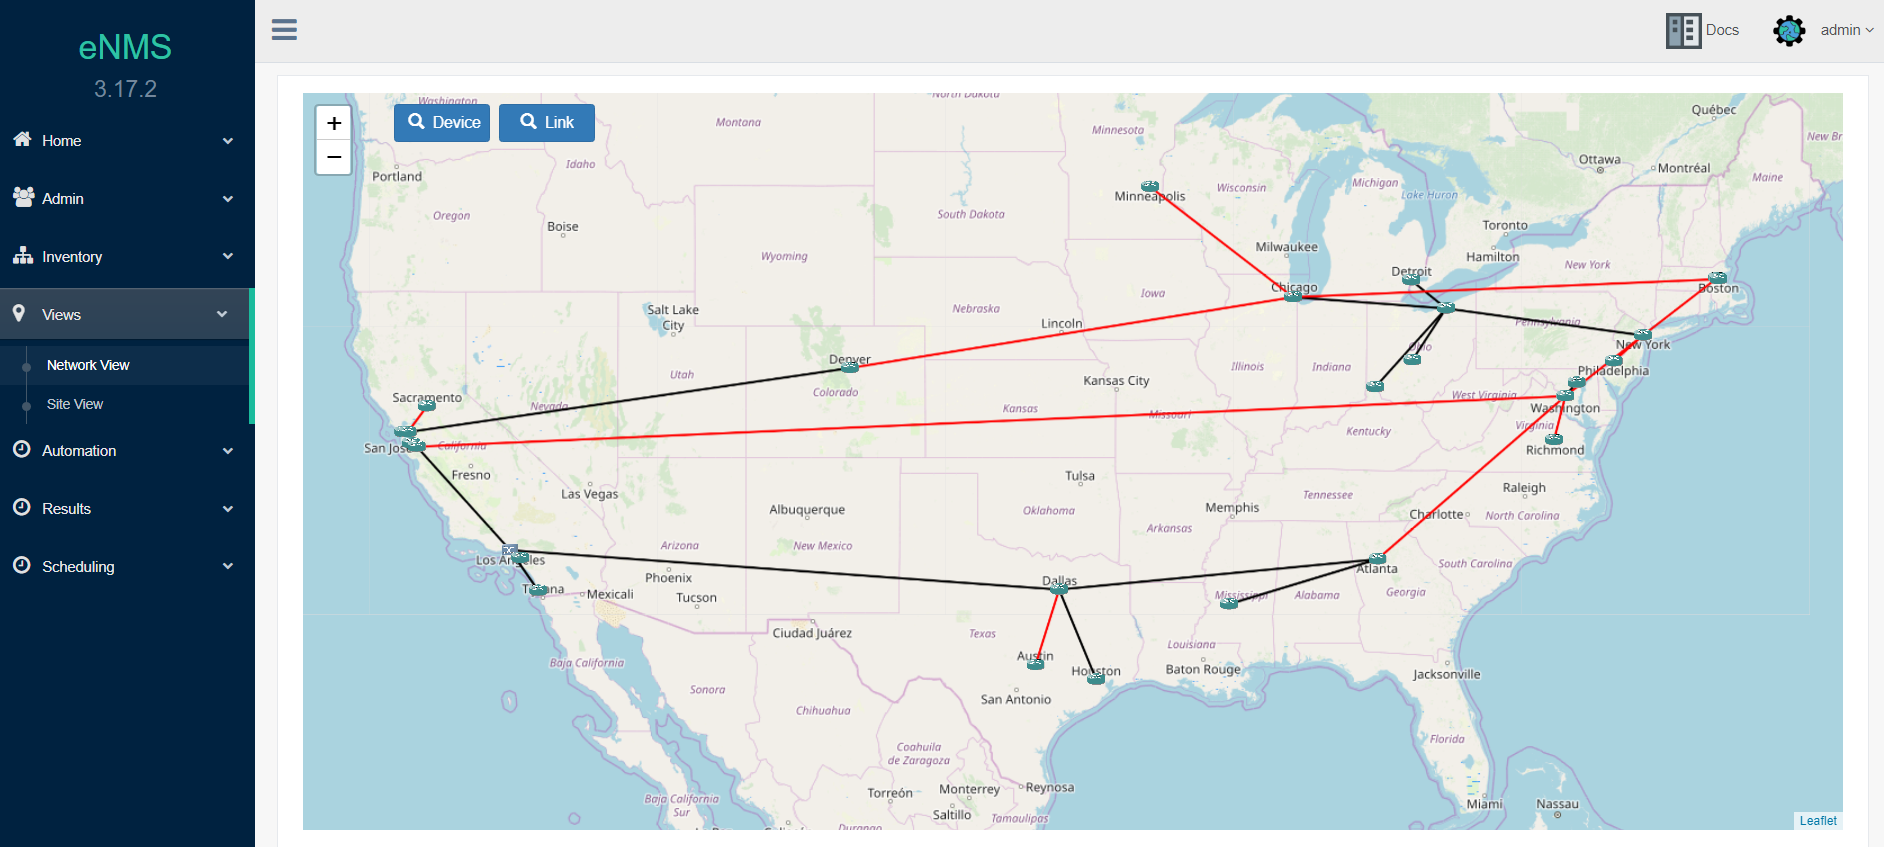 eNMS
3.17.2
Home
Admin
Inventory
Views
Network View
Site View
Automation
Results
Scheduling
Docs
admin
+
−
Device
Link
Washington
North Dakota
Québec
Montana
Minnesota
New Br
Ottawa
Montréal
Idaho
Portland
Wisconsin
Michigan
Maine
Minneapolis
Lake Huron
Oregon
South Dakota
Boise
Toronto
Milwaukee
Hamilton
Wyoming
New York
Detroit
Chicago
Boston
Iowa
Salt Lake
City
Nebraska
Lincoln
Pennsylvania
New York
Denver
Ohio
Utah
Illinois
Indiana
Philadelphia
Kansas City
Colorado
Sacramento
Nevada
Kansas
Missouri
West Virginia
Washington
Virginia
Kentucky
San Jose
California
Richmond
Fresno
Tulsa
Las Vegas
Raleigh
Tennessee
Albuquerque
Memphis
Oklahoma
Charlotte
North Carolina
Arkansas
Arizona
New Mexico
Los Angeles
South Carolina
Phoenix
Dallas
Atlanta
Tijuana
Mexicali
Tucson
Mississippi
Alabama
Georgia
Ciudad Juárez
Texas
Louisiana
Austin
Baja California
Houston
Baton Rouge
Jacksonville
Sonora
San Antonio
Chihuahua
Florida
Coahuila
de Zaragoza
Reynosa
Monterrey
Torreón
Baja California
Sur
Miami
Nassau
Saltillo
Tamaulipas
Durango
Leaflet